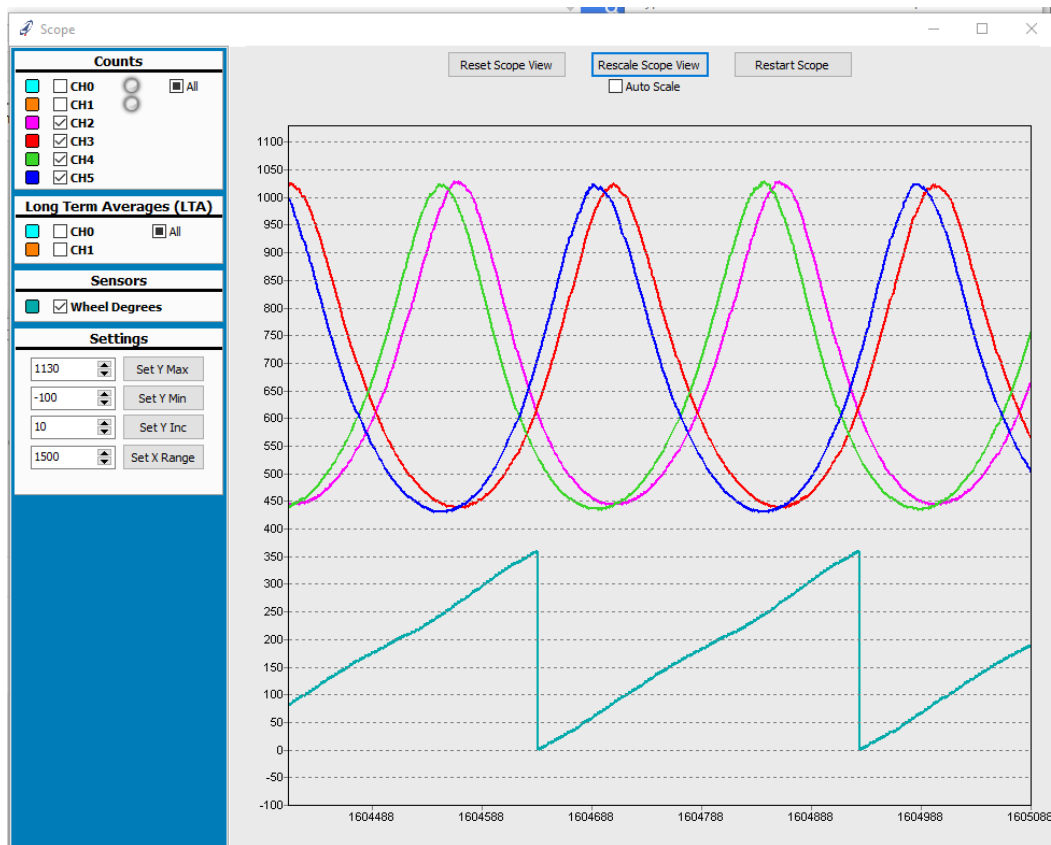 Scope
Counts
CH0 All
CH1
CH2
CH3
CH4
CH5
Long Term Averages (LTA)
CH0 All
CH1
Sensors
Wheel Degrees
Settings
1130 Set Y Max
-100 Set Y Min
10 Set Y Inc
1500 Set X Range
Reset Scope View Rescale Scope View Restart Scope
Auto Scale
1100
1050
1000
950
900
850
800
750
700
650
600
550
500
450
400
350
300
250
200
150
100
50
0
-50
-100
1604488 1604588 1604688 1604788 1604888 1604988 1605088